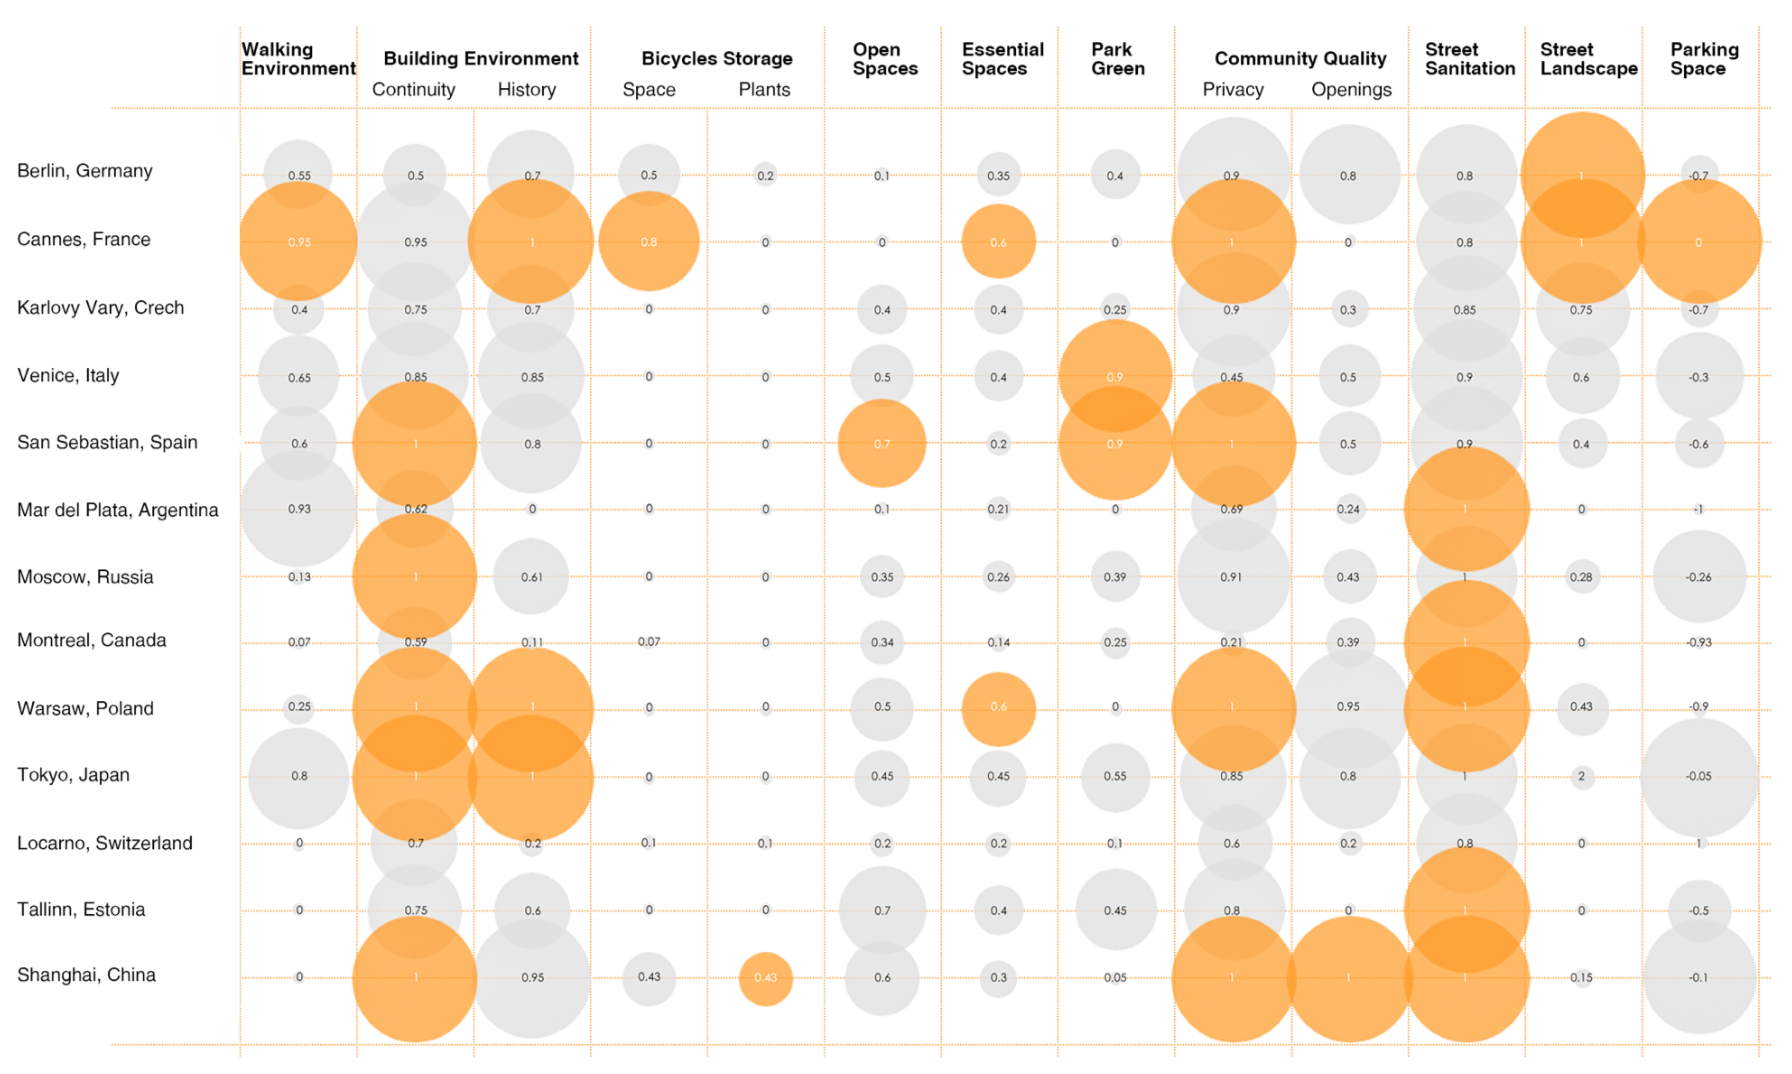 Walking Environment
Building Environment
Continuity History
Bicycles Storage
Space Plants
Open Spaces
Essential Spaces
Park Green
Community Quality
Privacy Openings
Street Sanitation
Street Landscape
Parking Space
Berlin, Germany 0.55 0.5 0.7 0.5 0.2 0.1 0.35 0.4 0.9 0.8 0.8 1 -0.7
Cannes, France 0.95 0.95 1 0.8 0 0 0.6 0 1 0 0.8 1 0
Karlovy Vary, Crech 0.4 0.75 0.7 0 0 0.4 0.4 0.25 0.9 0.3 0.85 0.75 -0.7
Venice, Italy 0.65 0.85 0.85 0 0 0.5 0.4 0.9 0.45 0.5 0.9 0.6 -0.3
San Sebastian, Spain 0.6 1 0.8 0 0 0.7 0.2 0.9 1 0.5 0.9 0.4 -0.6
Mar del Plata, Argentina 0.93 0.62 0 0 0 0.1 0.21 0 0.69 0.24 1 0 -1
Moscow, Russia 0.13 1 0.61 0 0 0.35 0.26 0.39 0.91 0.43 1 0.28 -0.26
Montreal, Canada 0.07 0.59 0.11 0.07 0 0.34 0.14 0.25 0.21 0.39 1 0 -0.93
Warsaw, Poland 0.25 1 1 0 0 0.5 0.6 0 1 0.95 1 0.43 -0.9
Tokyo, Japan 0.8 1 1 0 0 0.45 0.45 0.55 0.85 0.8 1 2 -0.05
Locarno, Switzerland 0 0.7 0.2 0.1 0.1 0.2 0.2 0.1 0.6 0.2 0.8 0 1
Tallinn, Estonia 0 0.75 0.6 0 0 0.7 0.4 0.45 0.8 0 1 0 -0.5
Shanghai, China 0 1 0.95 0.43 0.43 0.6 0.3 0.05 1 1 1 0.15 -0.1